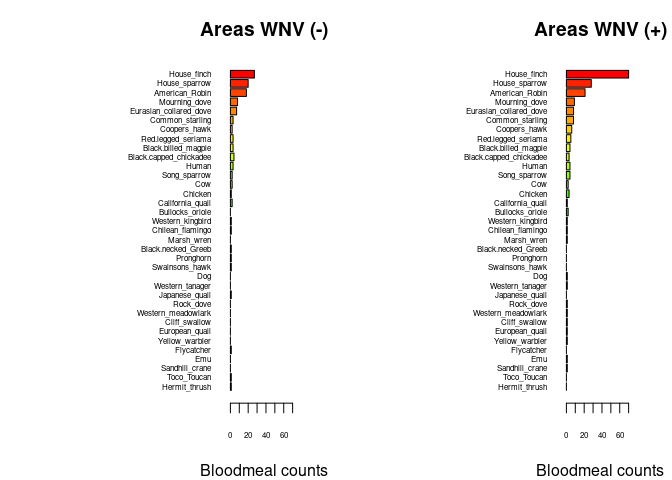 Areas WNV (-)
House_finch
House_sparrow
American_Robin
Mourning_dove
Eurasian_collared_dove
Common_starling
Coopers_hawk
Red.legged_seriama
Black.billed_magpie
Black.capped_chickadee
Human
Song_sparrow
Cow
Chicken
California_quail
Bullocks_oriole
Western_kingbird
Chilean_flamingo
Marsh_wren
Black.necked_Greeb
Pronghorn
Swainsons_hawk
Dog
Western_tanager
Japanese_quail
Rock_dove
Western_meadowlark
Cliff_swallow
European_quail
Yellow_warbler
Flycatcher
Emu
Sandhill_crane
Toco_Toucan
Hermit_thrush
0 20 40 60
Bloodmeal counts
Areas WNV (+)
House_finch
House_sparrow
American_Robin
Mourning_dove
Eurasian_collared_dove
Common_starling
Coopers_hawk
Red.legged_seriama
Black.billed_magpie
Black.capped_chickadee
Human
Song_sparrow
Cow
Chicken
California_quail
Bullocks_oriole
Western_kingbird
Chilean_flamingo
Marsh_wren
Black.necked_Greeb
Pronghorn
Swainsons_hawk
Dog
Western_tanager
Japanese_quail
Rock_dove
Western_meadowlark
Cliff_swallow
European_quail
Yellow_warbler
Flycatcher
Emu
Sandhill_crane
Toco_Toucan
Hermit_thrush
0 20 40 60
Bloodmeal counts